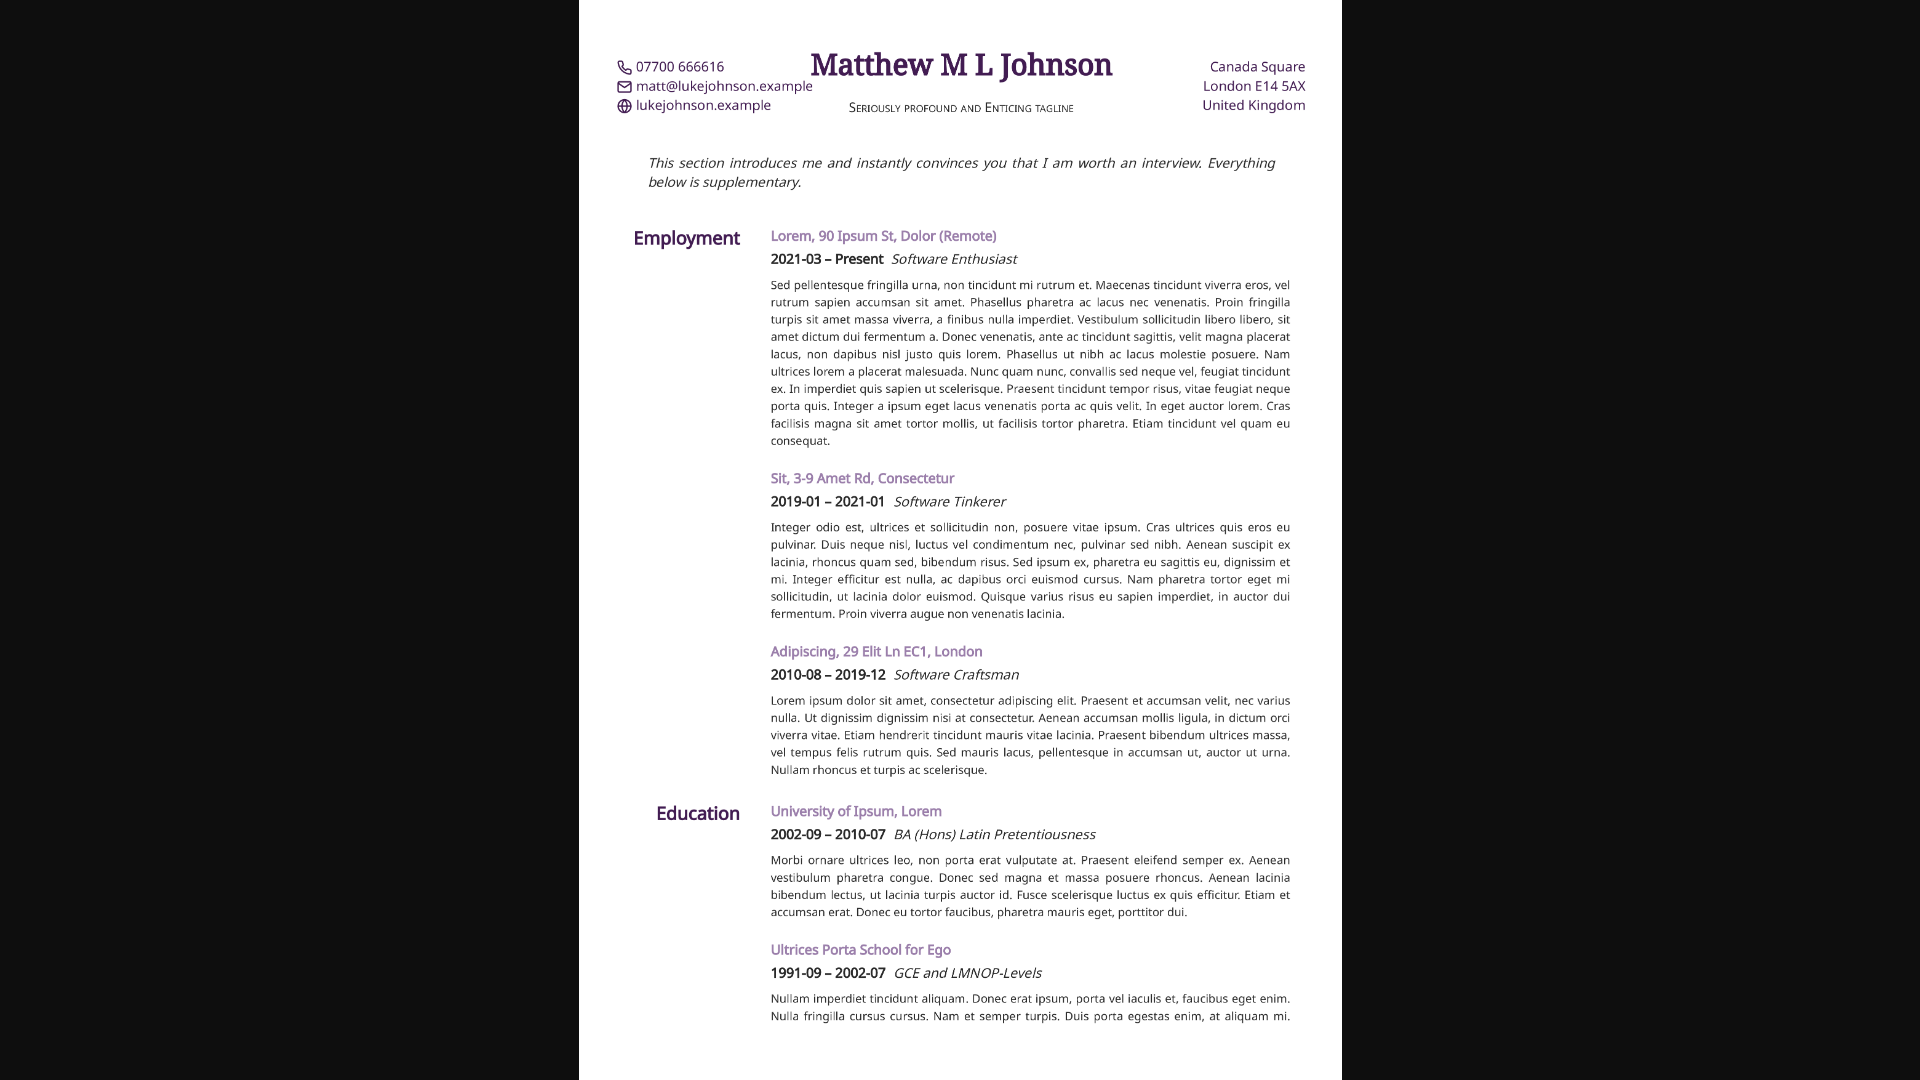 Matthew M L Johnson
Seriously profound and Enticing tagline
07700 666616
matt@lukejohnson.example
lukejohnson.example
Canada Square
London E14 5AX
United Kingdom
This section introduces me and instantly convinces you that I am worth an interview. Everything
below is supplementary.
Employment
Lorem, 90 Ipsum St, Dolor (Remote)
2021-03 – Present Software Enthusiast
Sed pellentesque fringilla urna, non tincidunt mi rutrum et. Maecenas tincidunt viverra eros, vel
rutrum sapien accumsan sit amet. Phasellus pharetra ac lacus nec venenatis. Proin fringilla
turpis sit amet massa viverra, a finibus nulla imperdiet. Vestibulum sollicitudin libero libero, sit
amet dictum dui fermentum a. Donec venenatis, ante ac tincidunt sagittis, velit magna placerat
lacus, non dapibus nisl justo quis lorem. Phasellus ut nibh ac lacus molestie posuere. Nam
ultrices lorem a placerat malesuada. Nunc quam nunc, convallis sed neque vel, feugiat tincidunt
ex. In imperdiet quis sapien ut scelerisque. Praesent tincidunt tempor risus, vitae feugiat neque
porta quis. Integer a ipsum eget lacus venenatis porta ac quis velit. In eget auctor lorem. Cras
facilisis magna sit amet tortor mollis, ut facilisis tortor pharetra. Etiam tincidunt vel quam eu
consequat.
Sit, 3-9 Amet Rd, Consectetur
2019-01 – 2021-01 Software Tinkerer
Integer odio est, ultrices et sollicitudin non, posuere vitae ipsum. Cras ultrices quis eros eu
pulvinar. Duis neque nisl, luctus vel condimentum nec, pulvinar sed nibh. Aenean suscipit ex
lacinia, rhoncus quam sed, bibendum risus. Sed ipsum ex, pharetra eu sagittis eu, dignissim et
mi. Integer efficitur est nulla, ac dapibus orci euismod cursus. Nam pharetra tortor eget mi
sollicitudin, ut lacinia dolor euismod. Quisque varius risus eu sapien imperdiet, in auctor dui
fermentum. Proin viverra augue non venenatis lacinia.
Adipiscing, 29 Elit Ln EC1, London
2010-08 – 2019-12 Software Craftsman
Lorem ipsum dolor sit amet, consectetur adipiscing elit. Praesent et accumsan velit, nec varius
nulla. Ut dignissim dignissim nisi at consectetur. Aenean accumsan mollis ligula, in dictum orci
viverra vitae. Etiam hendrerit tincidunt mauris vitae lacinia. Praesent bibendum ultrices massa,
vel tempus felis rutrum quis. Sed mauris lacus, pellentesque in accumsan ut, auctor ut urna.
Nullam rhoncus et turpis ac scelerisque.
Education
University of Ipsum, Lorem
2002-09 – 2010-07 BA (Hons) Latin Pretentiousness
Morbi ornare ultrices leo, non porta erat vulputate at. Praesent eleifend semper ex. Aenean
vestibulum pharetra congue. Donec sed magna et massa posuere rhoncus. Aenean lacinia
bibendum lectus, ut lacinia turpis auctor id. Fusce scelerisque luctus ex quis efficitur. Etiam et
accumsan erat. Donec eu tortor faucibus, pharetra mauris eget, porttitor dui.
Ultrices Porta School for Ego
1991-09 – 2002-07 GCE and LMNOP-Levels
Nullam imperdiet tincidunt aliquam. Donec erat ipsum, porta vel iaculis et, faucibus eget enim.
Nulla fringilla cursus cursus. Nam et semper turpis. Duis porta egestas enim, at aliquam mi.